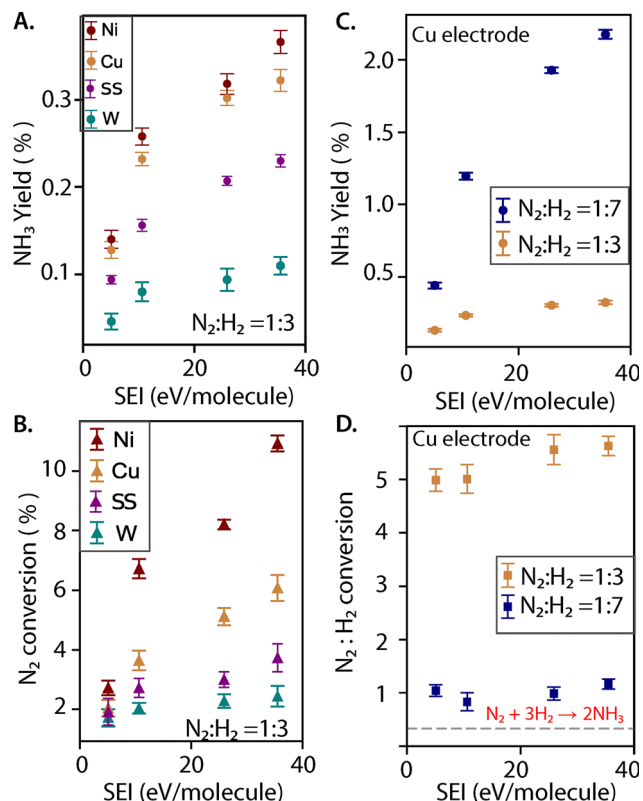 A.
Ni
Cu
SS
W
0.3
0.2
0.1
NH₃ Yield ( % )
N₂:H₂ =1:3
0
20
40
SEI (eV/molecule)
C.
Cu electrode
2.0
1.5
1.0
0.5
NH₃ Yield ( % )
N₂:H₂ =1:7
N₂:H₂ =1:3
0
20
40
SEI (eV/molecule)
B.
Ni
Cu
SS
W
10
8
6
4
2
N₂ conversion ( % )
N₂:H₂ =1:3
0
20
40
SEI (eV/molecule)
D.
Cu electrode
5
4
3
2
1
0
N₂ : H₂ conversion
N₂:H₂ =1:3
N₂:H₂ =1:7
N₂ + 3H₂ → 2NH₃
0
20
40
SEI (eV/molecule)